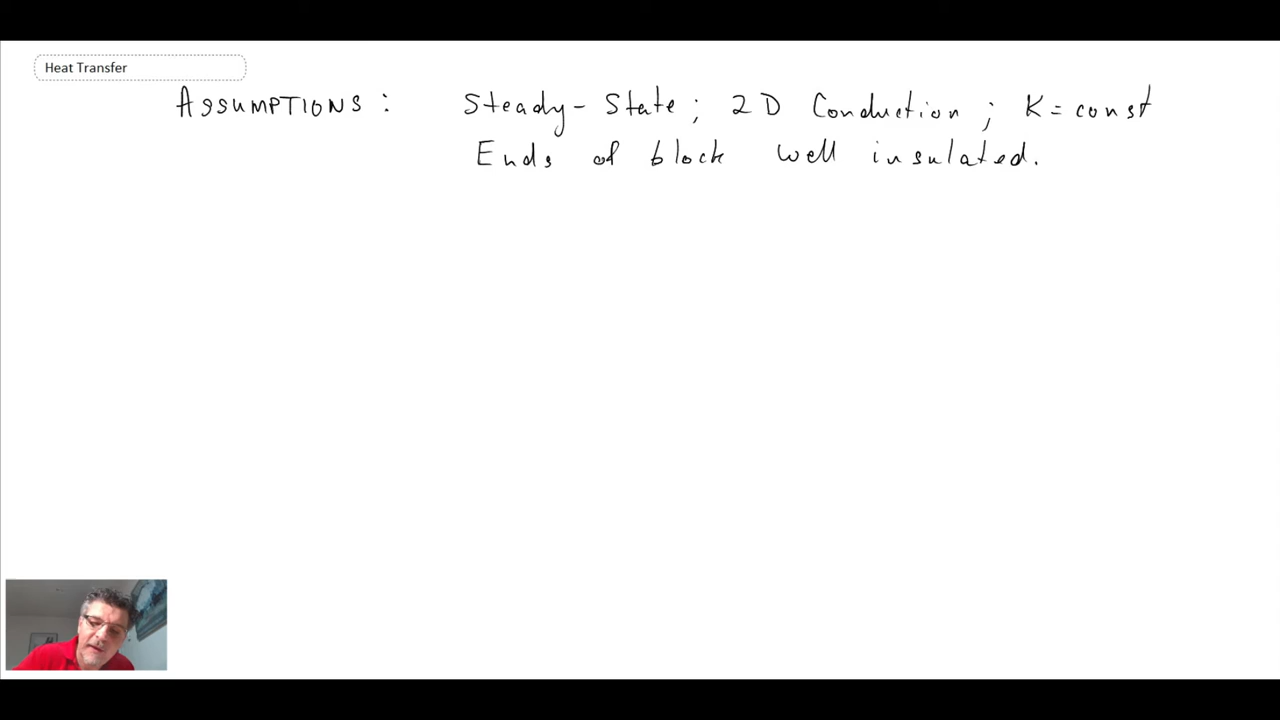 Heat Transfer
ASSUMPTIONS: Steady-State; 2D Conduction; K=const
Ends of block well insulated.